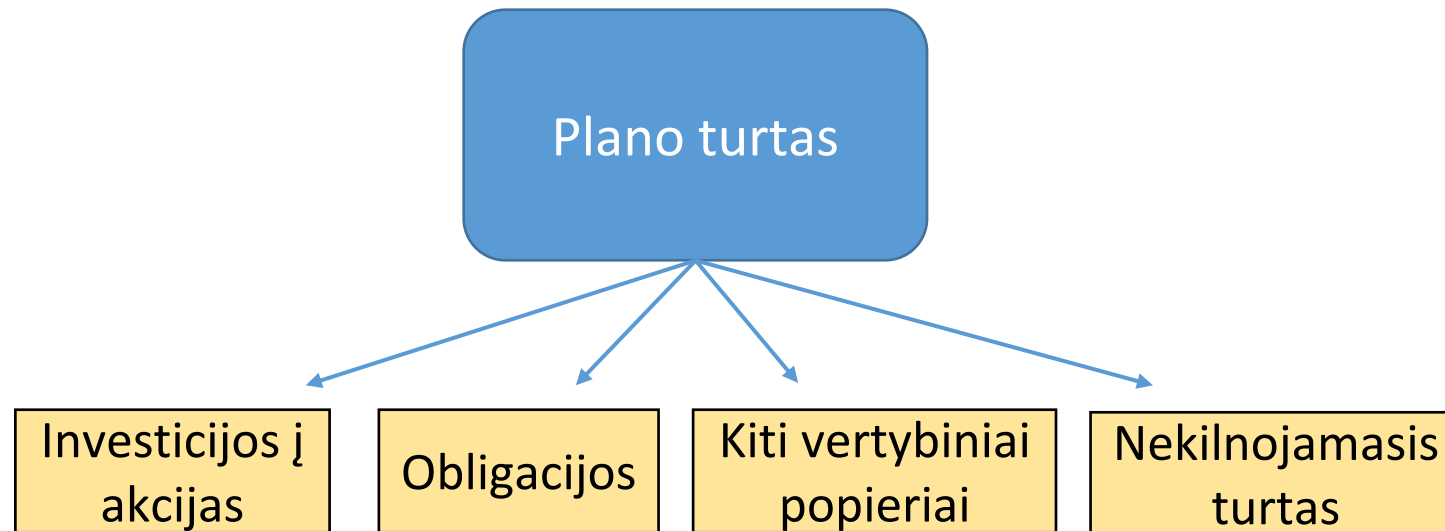 Plano turtas
Investicijos į
akcijas
Obligacijos
Kiti vertybiniai
popieriai
Nekilnojamasis
turtas